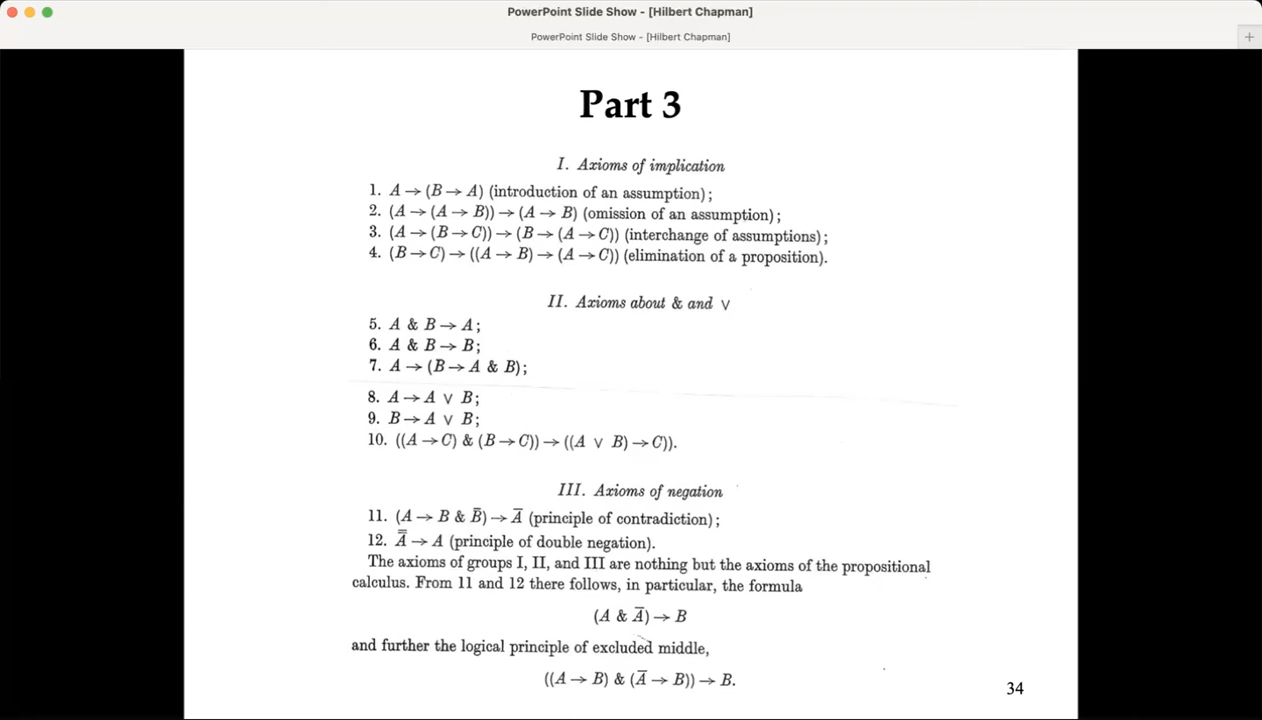 PowerPoint Slide Show - [Hilbert Chapman]
PowerPoint Slide Show - [Hilbert Chapman]
Part 3
I. Axioms of implication
1. A → (B → A) (introduction of an assumption);
2. (A → (A → B)) → (A → B) (omission of an assumption);
3. (A → (B → C)) → (B → (A → C)) (interchange of assumptions);
4. (B → C) → ((A → B) → (A → C)) (elimination of a proposition).
II. Axioms about & and ∨
5. A & B → A;
6. A & B → B;
7. A → (B → A & B);
8. A → A ∨ B;
9. B → A ∨ B;
10. ((A → C) & (B → C)) → ((A ∨ B) → C)).
III. Axioms of negation
11. (A → B & B̅) → A̅ (principle of contradiction);
12. A̿ → A (principle of double negation).
The axioms of groups I, II, and III are nothing but the axioms of the propositional
calculus. From 11 and 12 there follows, in particular, the formula
(A & A̅) → B
and further the logical principle of excluded middle,
((A → B) & (A̅ → B)) → B.
34